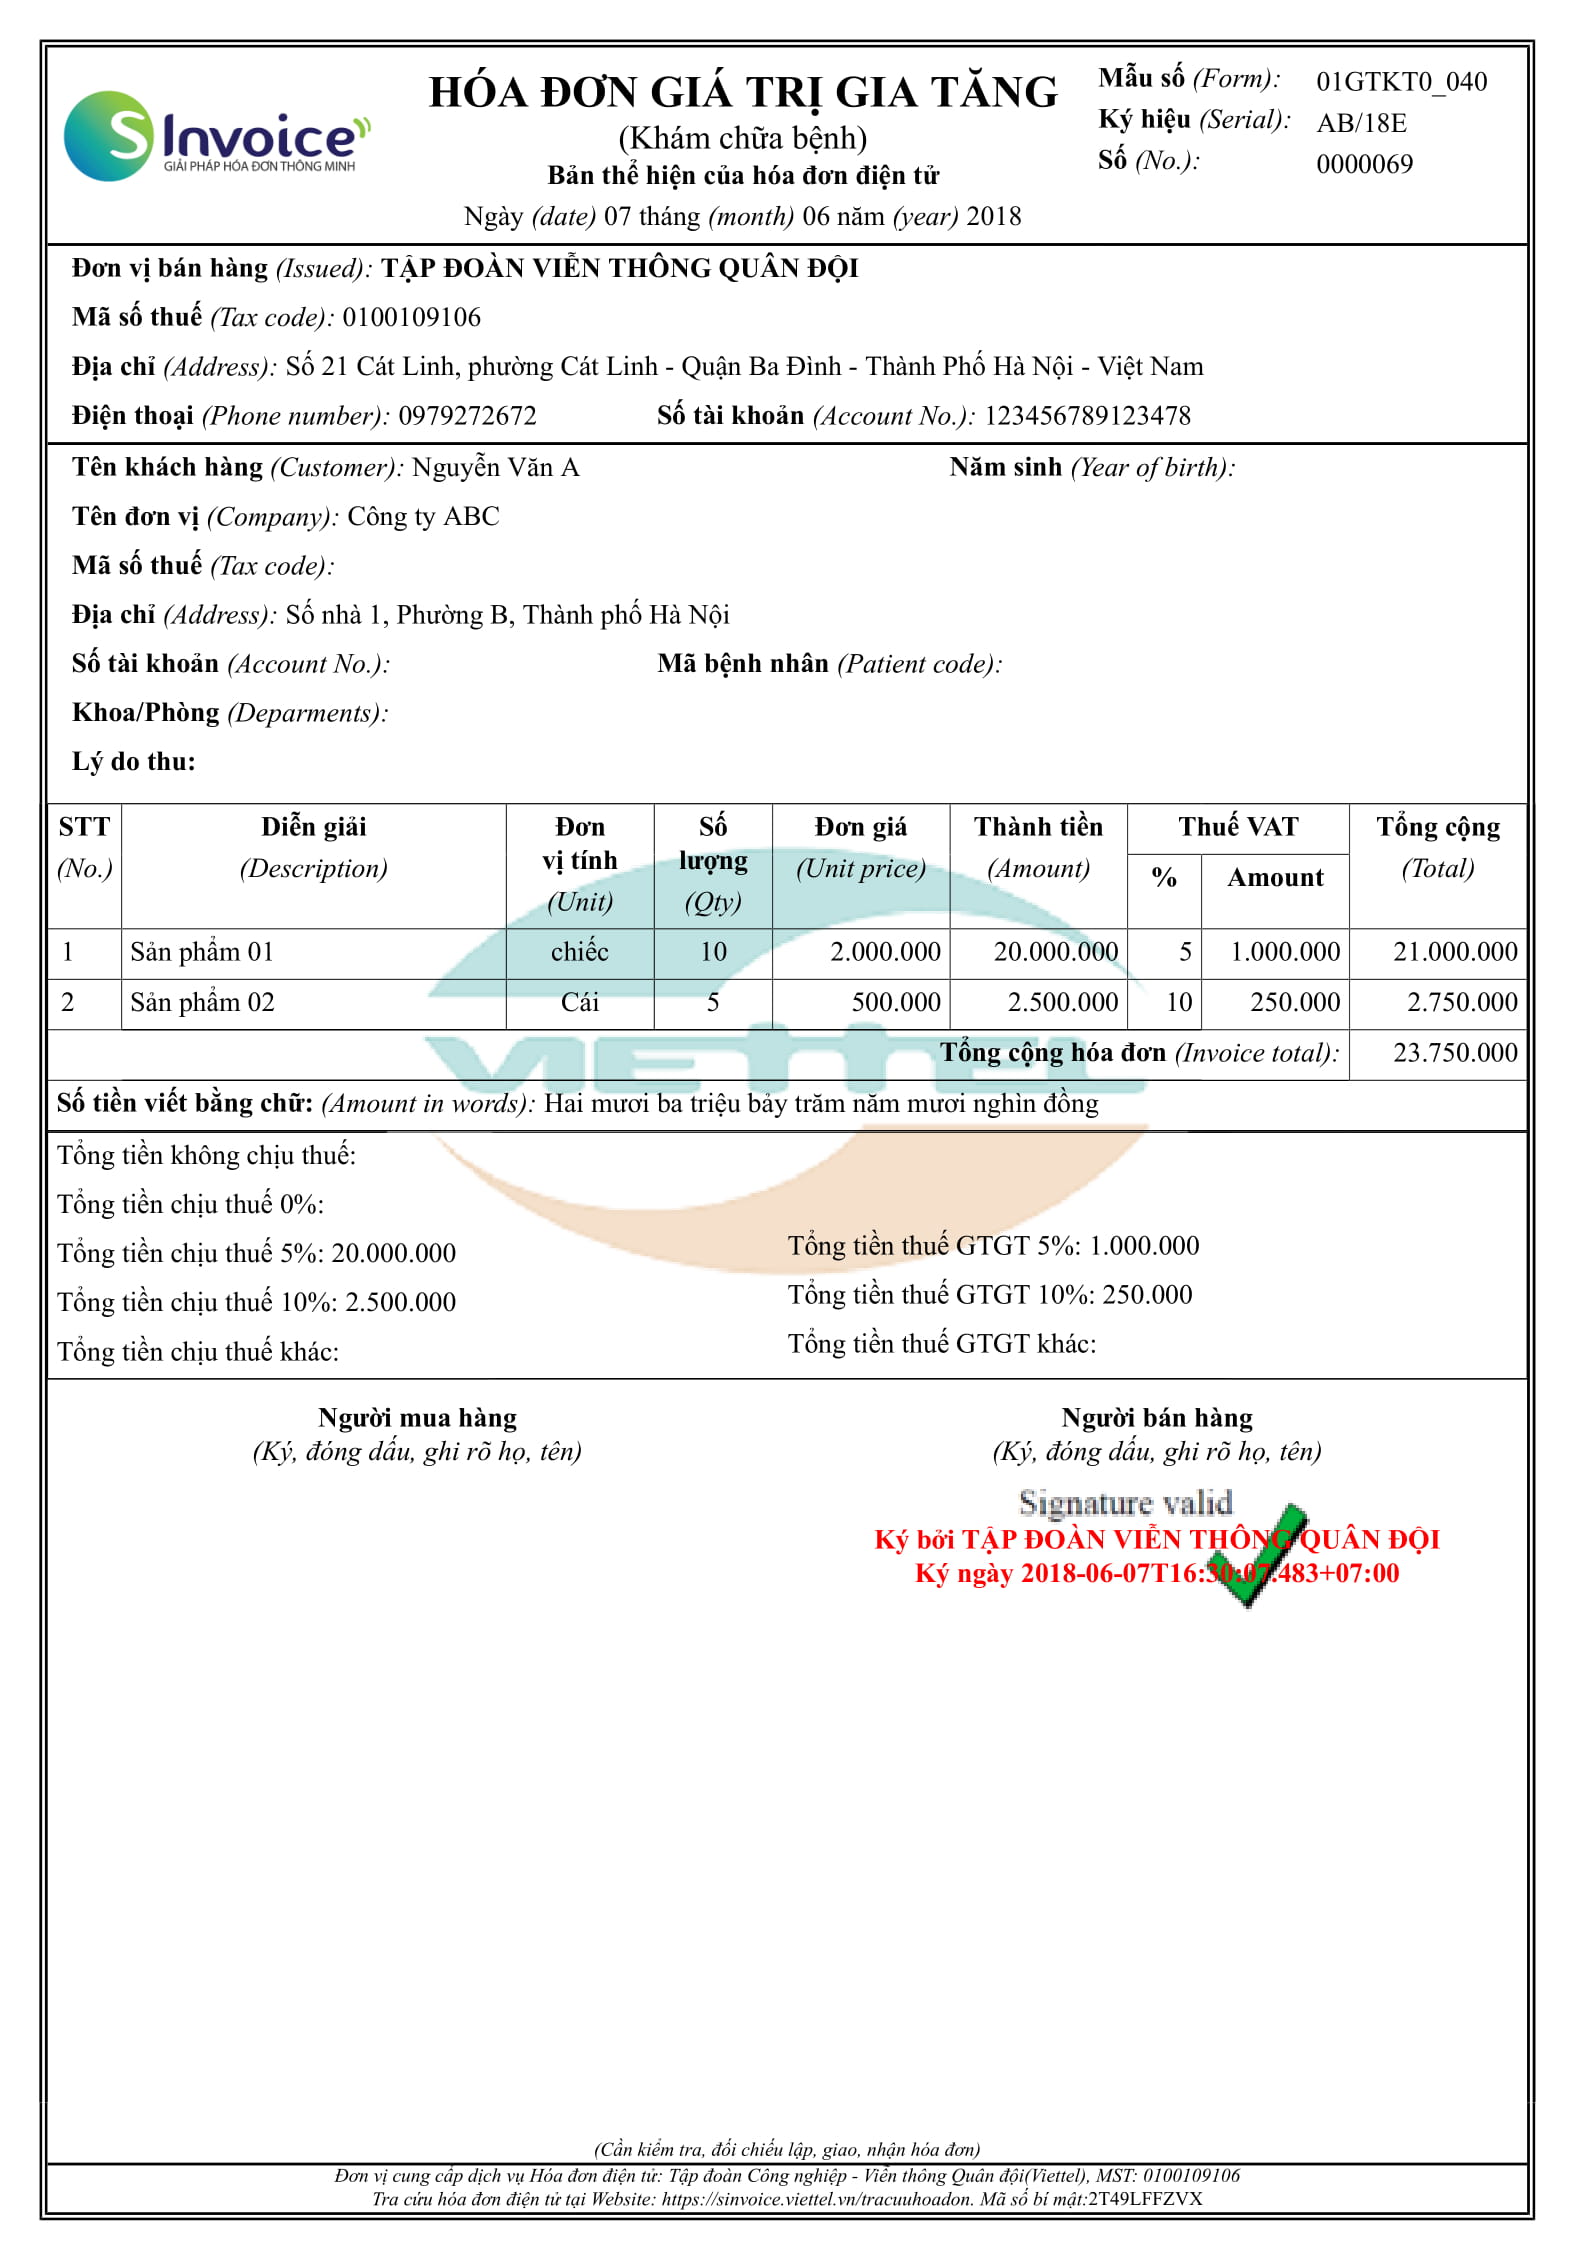 S Invoice
GIẢI PHÁP HÓA ĐƠN THÔNG MINH
HÓA ĐƠN GIÁ TRỊ GIA TĂNG
(Khám chữa bệnh)
Bản thể hiện của hóa đơn điện tử
Ngày (date) 07 tháng (month) 06 năm (year) 2018
Mẫu số (Form): 01GTKT0_040
Ký hiệu (Serial): AB/18E
Số (No.): 0000069
Đơn vị bán hàng (Issued): TẬP ĐOÀN VIỄN THÔNG QUÂN ĐỘI
Mã số thuế (Tax code): 0100109106
Địa chỉ (Address): Số 21 Cát Linh, phường Cát Linh - Quận Ba Đình - Thành Phố Hà Nội - Việt Nam
Điện thoại (Phone number): 0979272672 Số tài khoản (Account No.): 123456789123478
Tên khách hàng (Customer): Nguyễn Văn A Năm sinh (Year of birth):
Tên đơn vị (Company): Công ty ABC
Mã số thuế (Tax code):
Địa chỉ (Address): Số nhà 1, Phường B, Thành phố Hà Nội
Số tài khoản (Account No.): Mã bệnh nhân (Patient code):
Khoa/Phòng (Deparments):
Lý do thu:
STT (No.) Diễn giải (Description) Đơn vị tính (Unit) Số lượng (Qty) Đơn giá (Unit price) Thành tiền (Amount) Thuế VAT % Amount Tổng cộng (Total)
1 Sản phẩm 01 chiếc 10 2.000.000 20.000.000 5 1.000.000 21.000.000
2 Sản phẩm 02 Cái 5 500.000 2.500.000 10 250.000 2.750.000
VIETTEL
Tổng cộng hóa đơn (Invoice total): 23.750.000
Số tiền viết bằng chữ: (Amount in words): Hai mươi ba triệu bảy trăm năm mươi nghìn đồng
Tổng tiền không chịu thuế:
Tổng tiền chịu thuế 0%:
Tổng tiền chịu thuế 5%: 20.000.000 Tổng tiền thuế GTGT 5%: 1.000.000
Tổng tiền chịu thuế 10%: 2.500.000 Tổng tiền thuế GTGT 10%: 250.000
Tổng tiền chịu thuế khác: Tổng tiền thuế GTGT khác:
Người mua hàng Người bán hàng
(Ký, đóng dấu, ghi rõ họ, tên) (Ký, đóng dấu, ghi rõ họ, tên)
Signature valid
Ký bởi TẬP ĐOÀN VIỄN THÔNG QUÂN ĐỘI
Ký ngày 2018-06-07T16:30:07.483+07:00
(Cần kiểm tra, đối chiếu lập, giao, nhận hóa đơn)
Đơn vị cung cấp dịch vụ Hóa đơn điện tử: Tập đoàn Công nghiệp - Viễn thông Quân đội(Viettel), MST: 0100109106
Tra cứu hóa đơn điện tử tại Website: https://sinvoice.viettel.vn/tracuuhoadon. Mã số bí mật:2T49LFFZVX